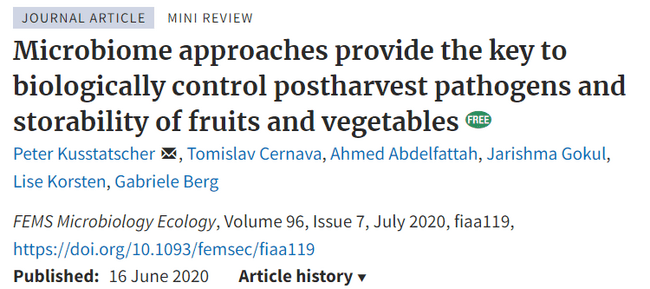 JOURNAL ARTICLE MINI REVIEW
Microbiome approaches provide the key to
biologically control postharvest pathogens and
storability of fruits and vegetables FREE
Peter Kusstatscher , Tomislav Cernava, Ahmed Abdelfattah, Jarishma Gokul,
Lise Korsten, Gabriele Berg
FEMS Microbiology Ecology, Volume 96, Issue 7, July 2020, fiaa119,
https://doi.org/10.1093/femsec/fiaa119
Published: 16 June 2020 Article history ▼